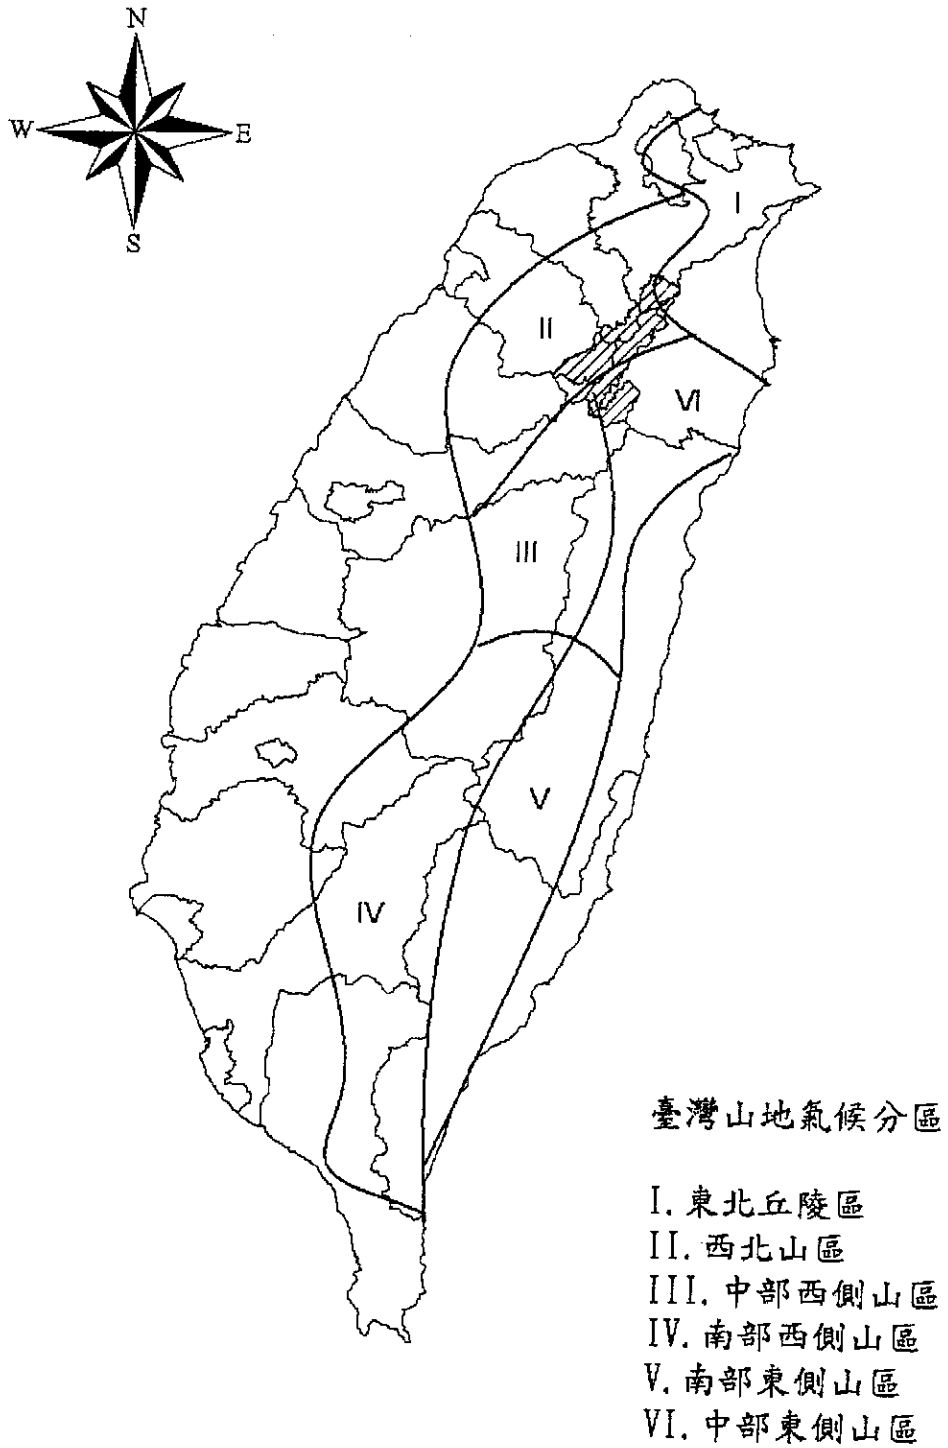 N
W
E
S
I
II
VI
III
V
IV
臺灣山地氣候分區
I. 東北丘陵區
II. 西北山區
III. 中部西側山區
IV. 南部西側山區
V. 南部東側山區
VI. 中部東側山區